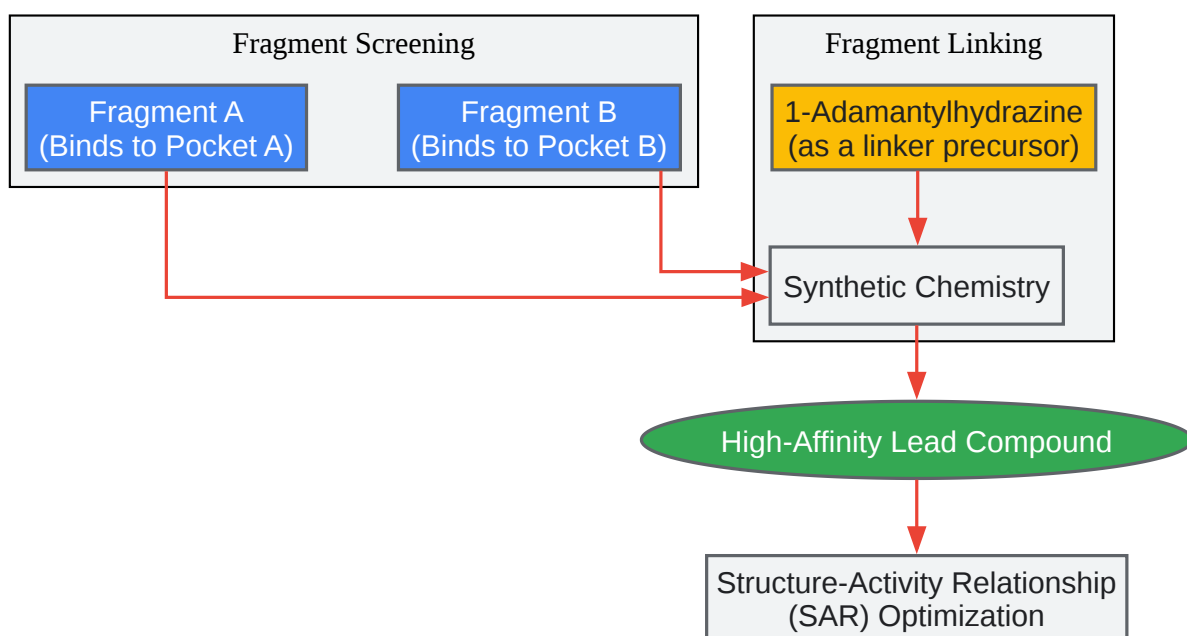 Fragment Screening
Fragment A
(Binds to Pocket A)
Fragment B
(Binds to Pocket B)
Fragment Linking
1-Adamantylhydrazine
(as a linker precursor)
Synthetic Chemistry
High-Affinity Lead Compound
Structure-Activity Relationship
(SAR) Optimization